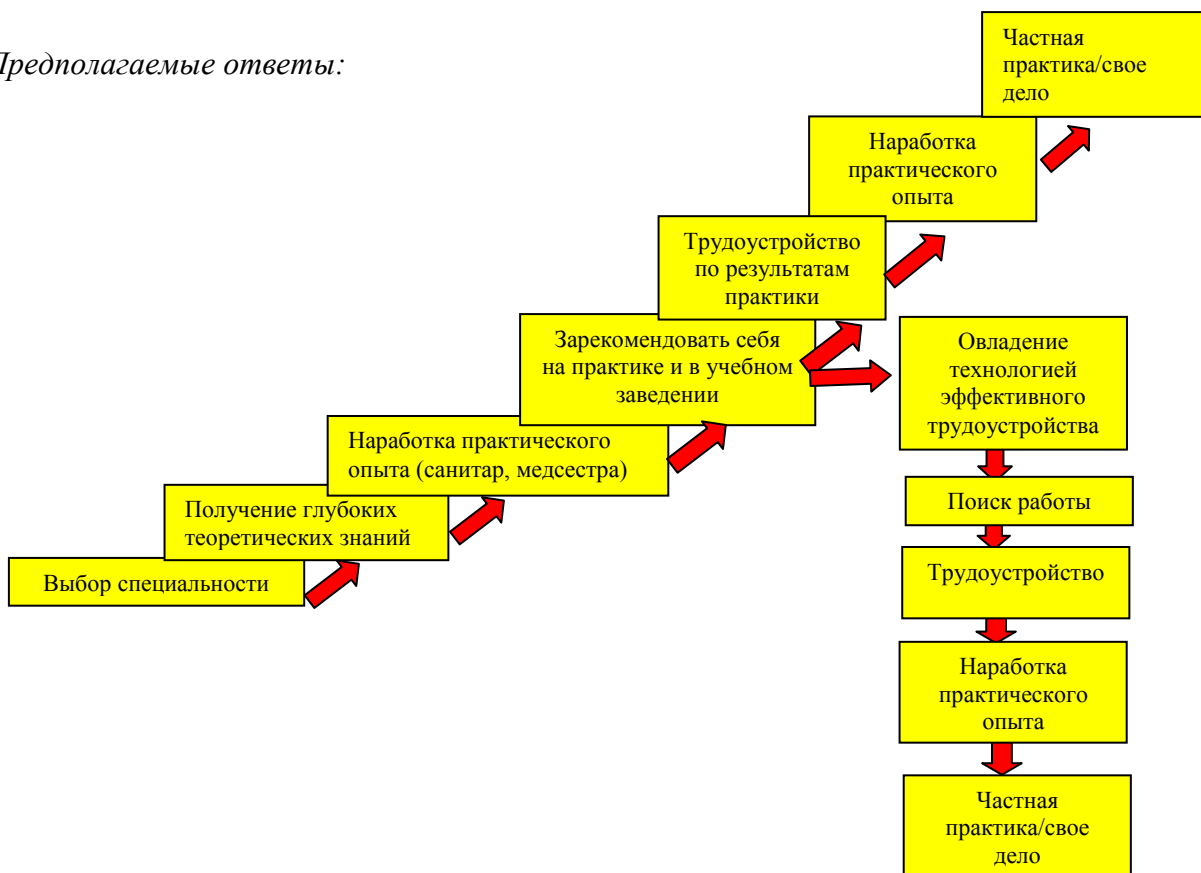 Предполагаемые ответы:
Частная
практика/свое
дело
Наработка
практического
опыта
Трудоустройство
по результатам
практики
Зарекомендовать себя
на практике и в учебном
заведении
Наработка практического
опыта (санитар, медсестра)
Получение глубоких
теоретических знаний
Выбор специальности
Овладение
технологией
эффективного
трудоустройства
Поиск работы
Трудоустройство
Наработка
практического
опыта
Частная
практика/свое
дело